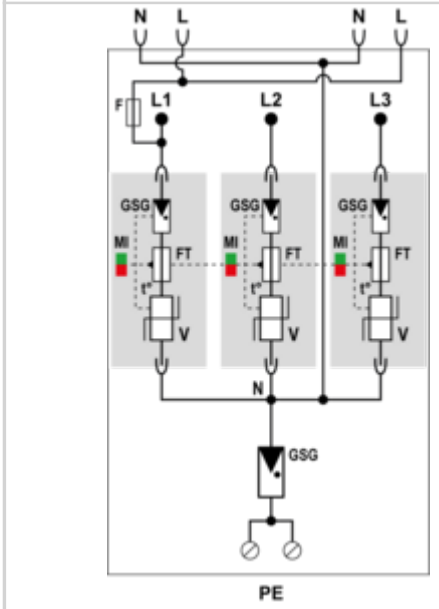 N L N L
F L1 L2 L3
GSG GSG GSG
MI FT MI FT MI FT
t° t° t°
V V V
N
GSG
PE